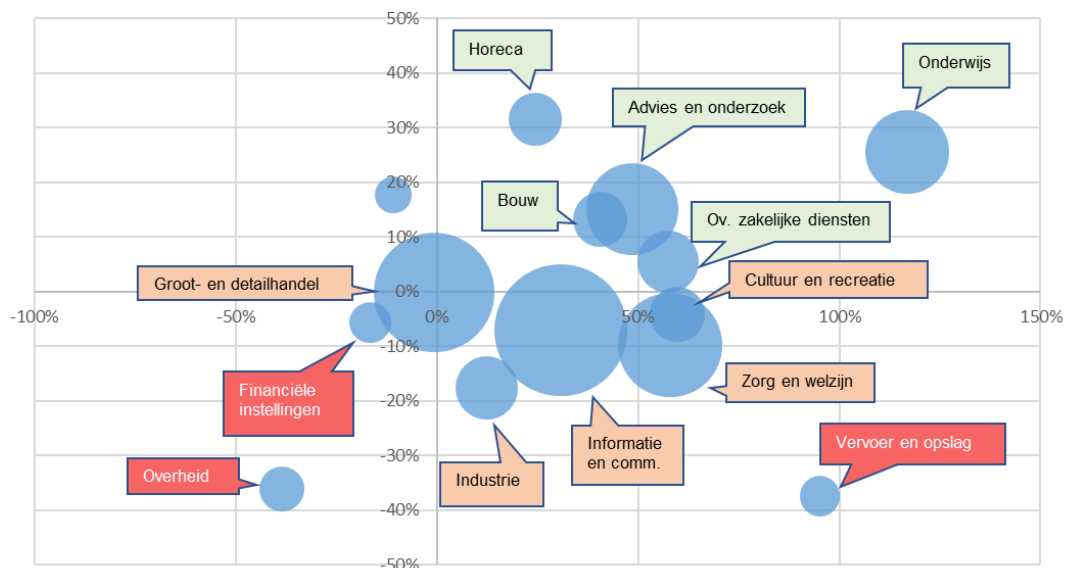 50%
Horeca
Onderwijs
40%
Advies en onderzoek
30%
20%
Bouw
Ov. zakelijke diensten
10%
Groot- en detailhandel
Cultuur en recreatie
0%
-100%
-50%
0%
50%
100%
150%
-10%
Financiële
instellingen
Zorg en welzijn
-20%
Informatie
en comm.
Vervoer en opslag
-30%
Overheid
Industrie
-40%
-50%